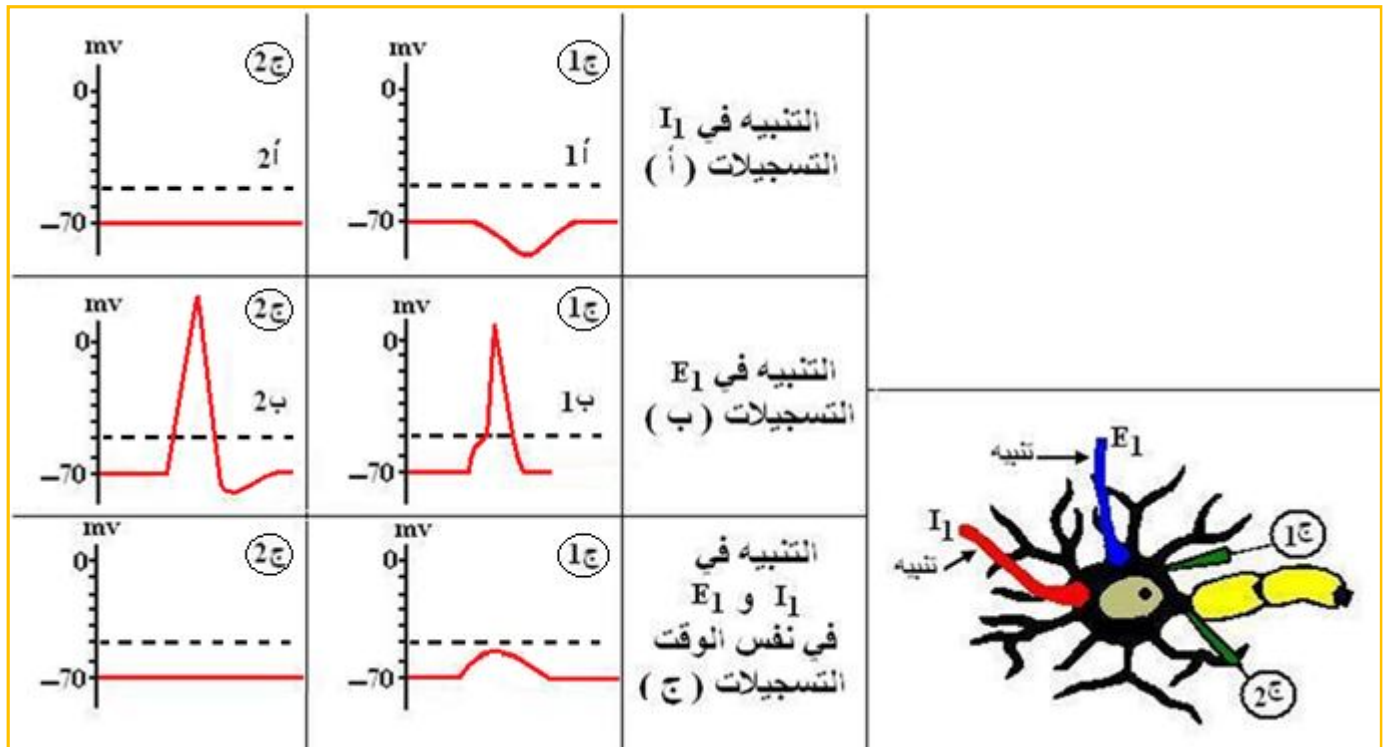 التنبيه في I1
التسجيلات ( أ )
mv
ج1
0
أ1
−70
mv
ج2
0
أ2
−70
التنبيه في E1
التسجيلات ( ب )
mv
ج1
0
ب1
−70
mv
ج2
0
ب2
−70
التنبيه في
I1 و E1
في نفس الوقت
التسجيلات ( ج )
mv
ج1
0
−70
mv
ج2
0
−70
E1
تنبيه
I1
تنبيه
ج1
ج2